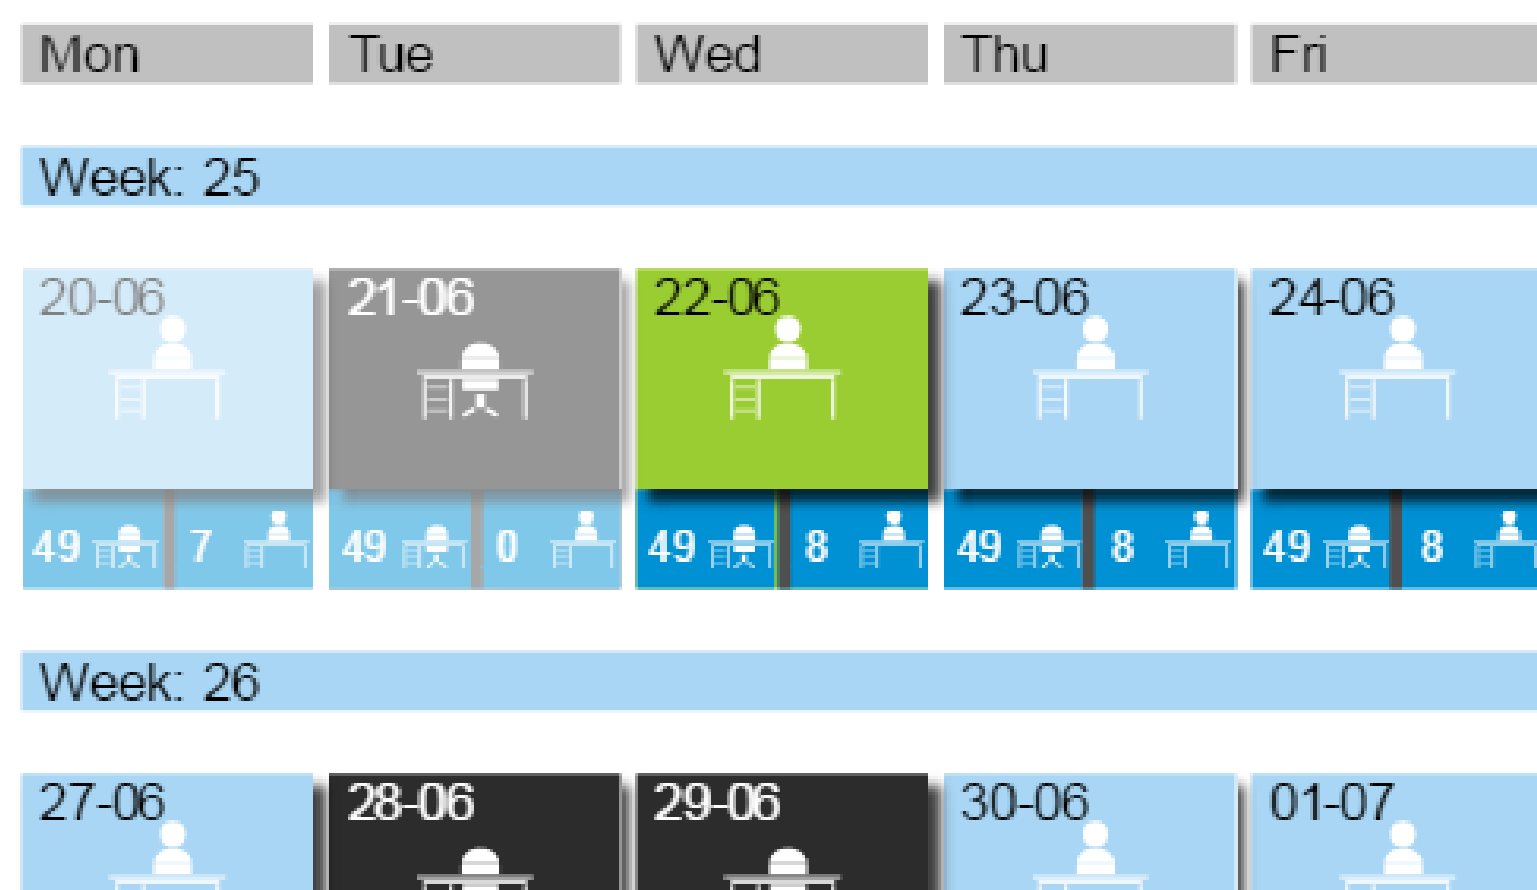 Mon Tue Wed Thu Fri
Week: 25
20-06 21-06 22-06 23-06 24-06
49 7 49 0 49 8 49 8 49 8
Week: 26
27-06 28-06 29-06 30-06 01-07